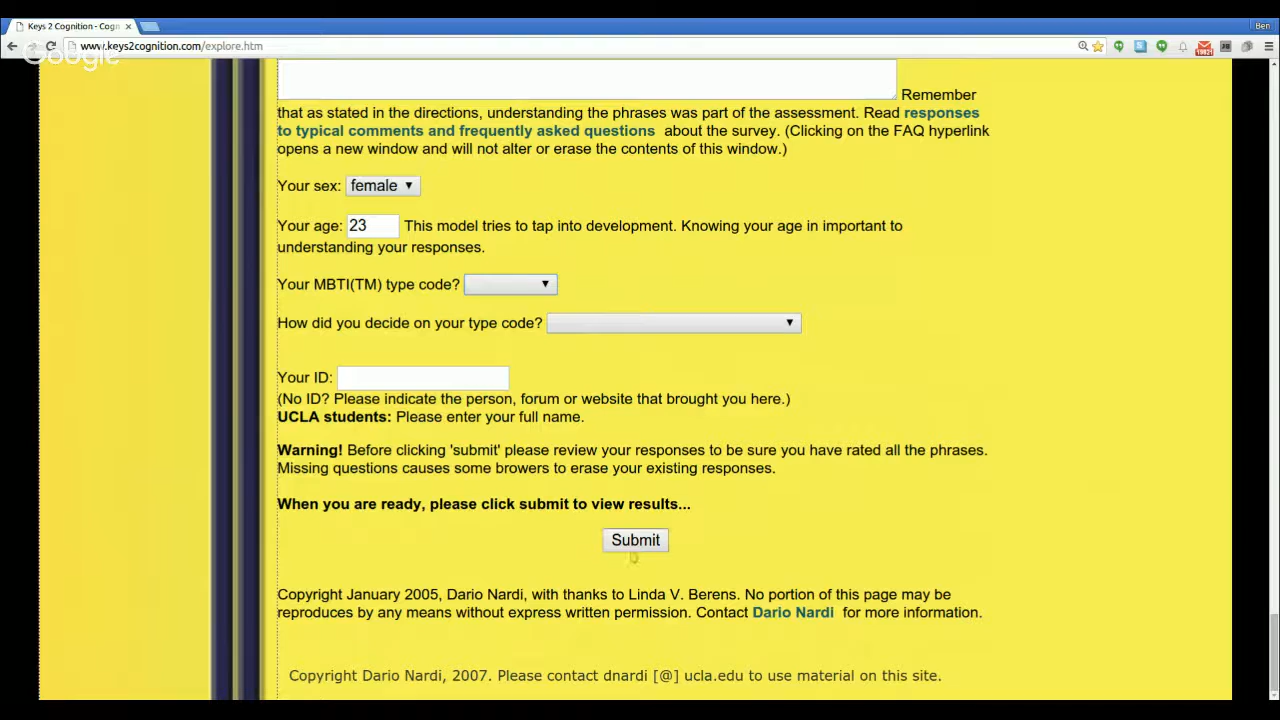 Keys 2 Cognition - Cogn
Ben
www.keys2cognition.com/explore.htm
Google
Remember
that as stated in the directions, understanding the phrases was part of the assessment. Read responses
to typical comments and frequently asked questions about the survey. (Clicking on the FAQ hyperlink
opens a new window and will not alter or erase the contents of this window.)
Your sex: female
Your age: 23 This model tries to tap into development. Knowing your age in important to
understanding your responses.
Your MBTI(TM) type code?
How did you decide on your type code?
Your ID:
(No ID? Please indicate the person, forum or website that brought you here.)
UCLA students: Please enter your full name.
Warning! Before clicking 'submit' please review your responses to be sure you have rated all the phrases.
Missing questions causes some browers to erase your existing responses.
When you are ready, please click submit to view results...
Submit
Copyright January 2005, Dario Nardi, with thanks to Linda V. Berens. No portion of this page may be
reproduces by any means without express written permission. Contact Dario Nardi for more information.
Copyright Dario Nardi, 2007. Please contact dnardi [@] ucla.edu to use material on this site.